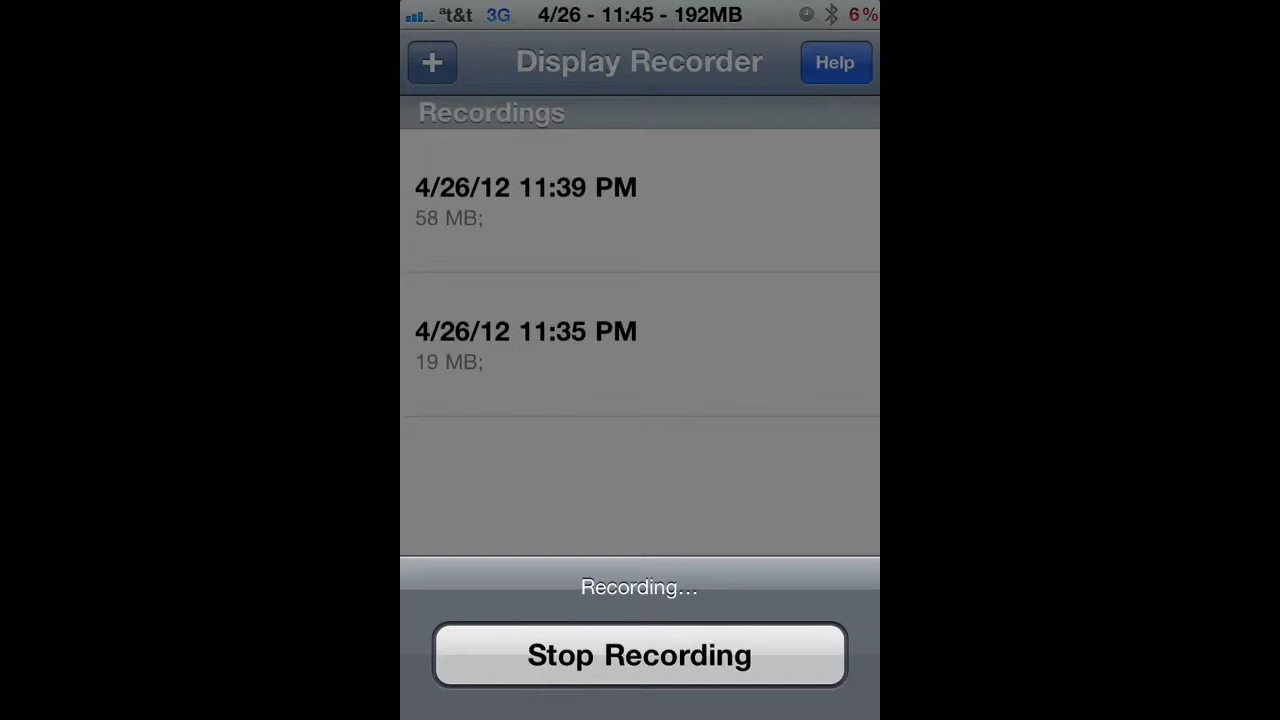 ªt&t 3G 4/26 - 11:45 - 192MB 6%
+ Display Recorder Help
Recordings
4/26/12 11:39 PM
58 MB;
4/26/12 11:35 PM
19 MB;
Recording...
Stop Recording